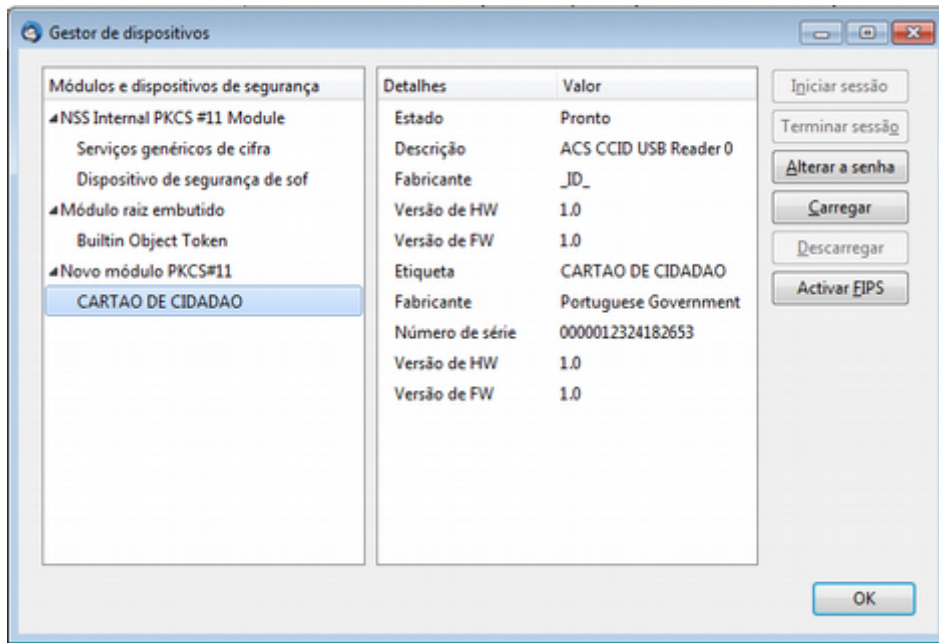 Gestor de dispositivos
Módulos e dispositivos de segurança
NSS Internal PKCS #11 Module
Serviços genéricos de cifra
Dispositivo de segurança de sof
Módulo raiz embutido
Builtin Object Token
Novo módulo PKCS#11
CARTAO DE CIDADAO
Detalhes Valor
Estado Pronto
Descrição ACS CCID USB Reader 0
Fabricante _ID_
Versão de HW 1.0
Versão de FW 1.0
Etiqueta CARTAO DE CIDADAO
Fabricante Portuguese Government
Número de série 0000012324182653
Versão de HW 1.0
Versão de FW 1.0
Iniciar sessão
Terminar sessão
Alterar a senha
Carregar
Descarregar
Activar FIPS
OK